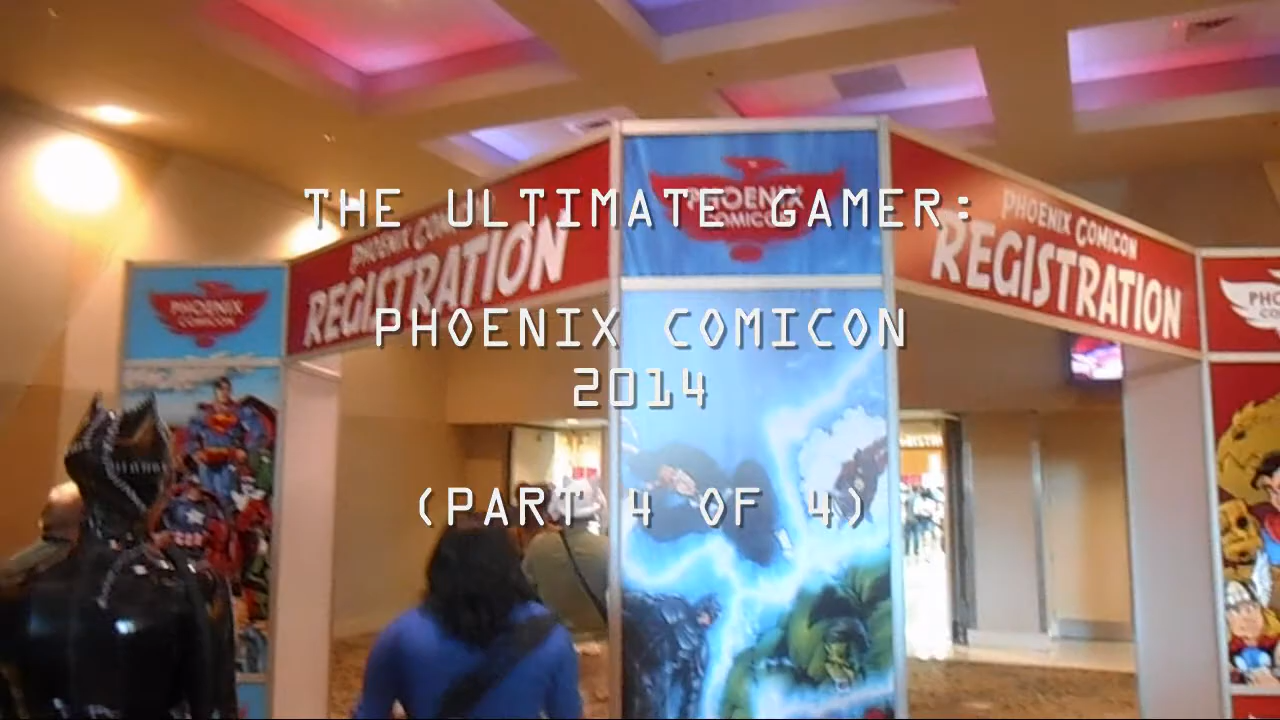 THE ULTIMATE GAMER:
PHOENIX COMICON
2014
(PART 4 OF 4)
PHOENIX
COMICON
PHOENIX COMICON
REGISTRATION
PHOENIX
COMICON
PHOENIX COMICON
REGISTRATION